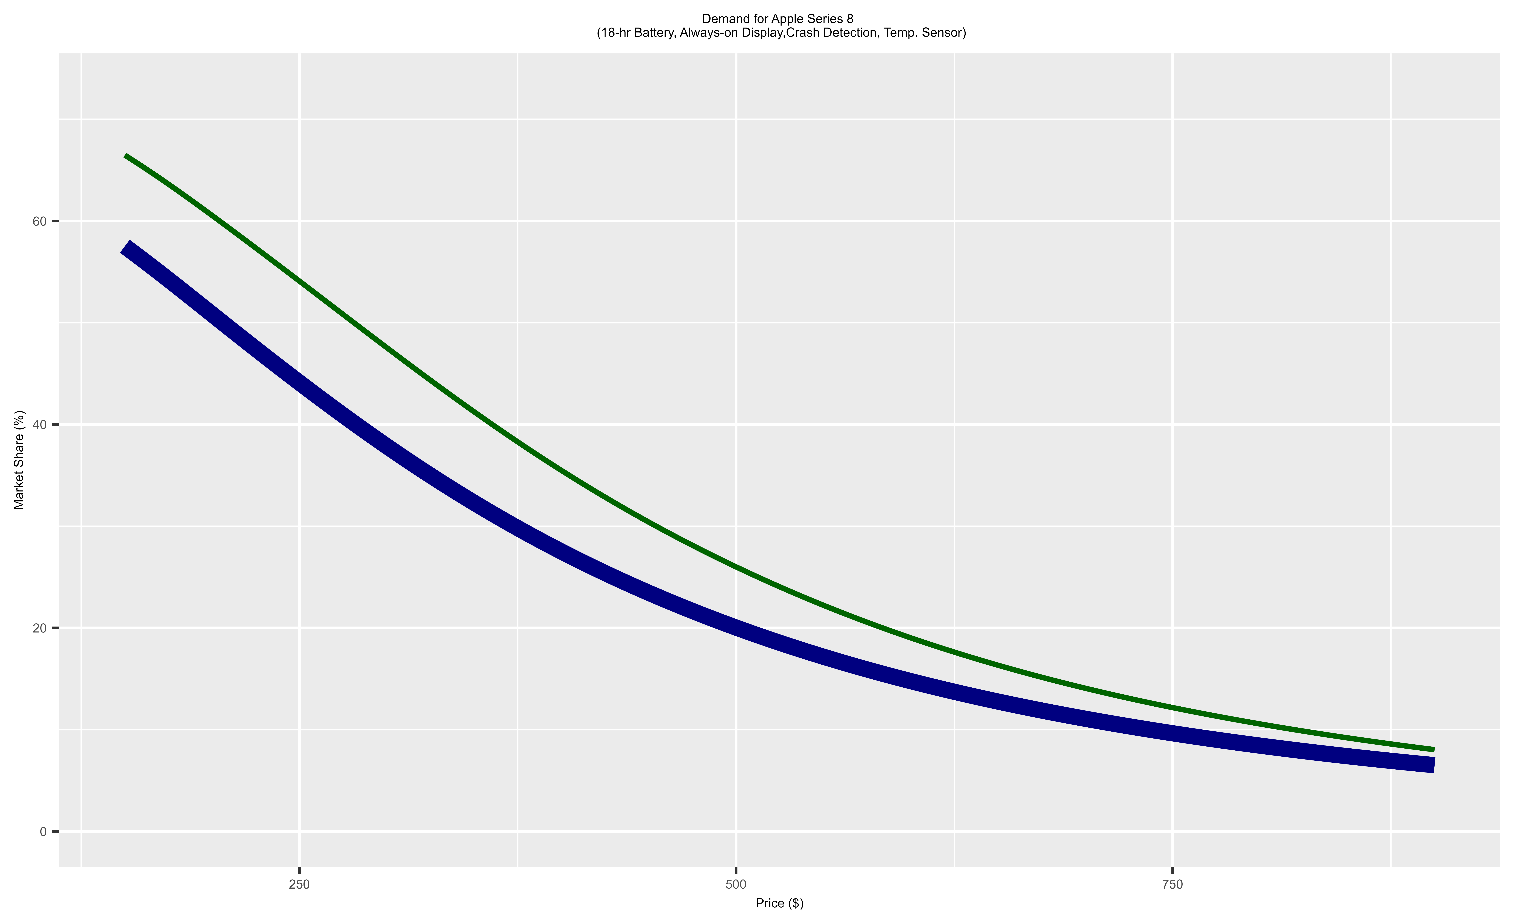 Demand for Apple Series 8
(18-hr Battery, Always-on Display,Crash Detection, Temp. Sensor)
Market Share (%)
60
40
20
0
250
500
750
Price ($)